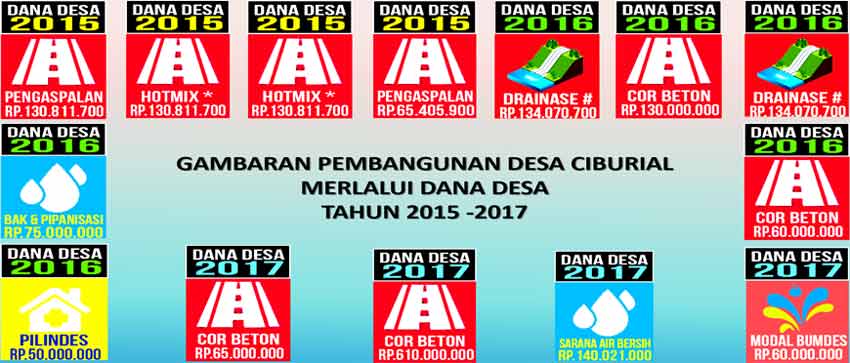 DANA DESA
2015
PENGASPALAN
RP.130.811.700
DANA DESA
2015
HOTMIX *
RP.130.811.700
DANA DESA
2015
HOTMIX *
RP.130.811.700
DANA DESA
2015
PENGASPALAN
RP.65.405.900
DANA DESA
2016
DRAINASE #
RP.134.070.700
DANA DESA
2016
COR BETON
RP.130.000.000
DANA DESA
2016
DRAINASE #
RP.134.070.700
DANA DESA
2016
BAK & PIPANISASI
RP.75.000.000
GAMBARAN PEMBANGUNAN DESA CIBURIAL
MERLALUI DANA DESA
TAHUN 2015 -2017
DANA DESA
2016
COR BETON
RP.60.000.000
DANA DESA
2016
PILINDES
RP.50.000.000
DANA DESA
2017
COR BETON
RP.65.000.000
DANA DESA
2017
COR BETON
RP.610.000.000
DANA DESA
2017
SARANA AIR BERSIH
RP.140.021.000
DANA DESA
2017
MODAL BUMDES
RP.60.000.000